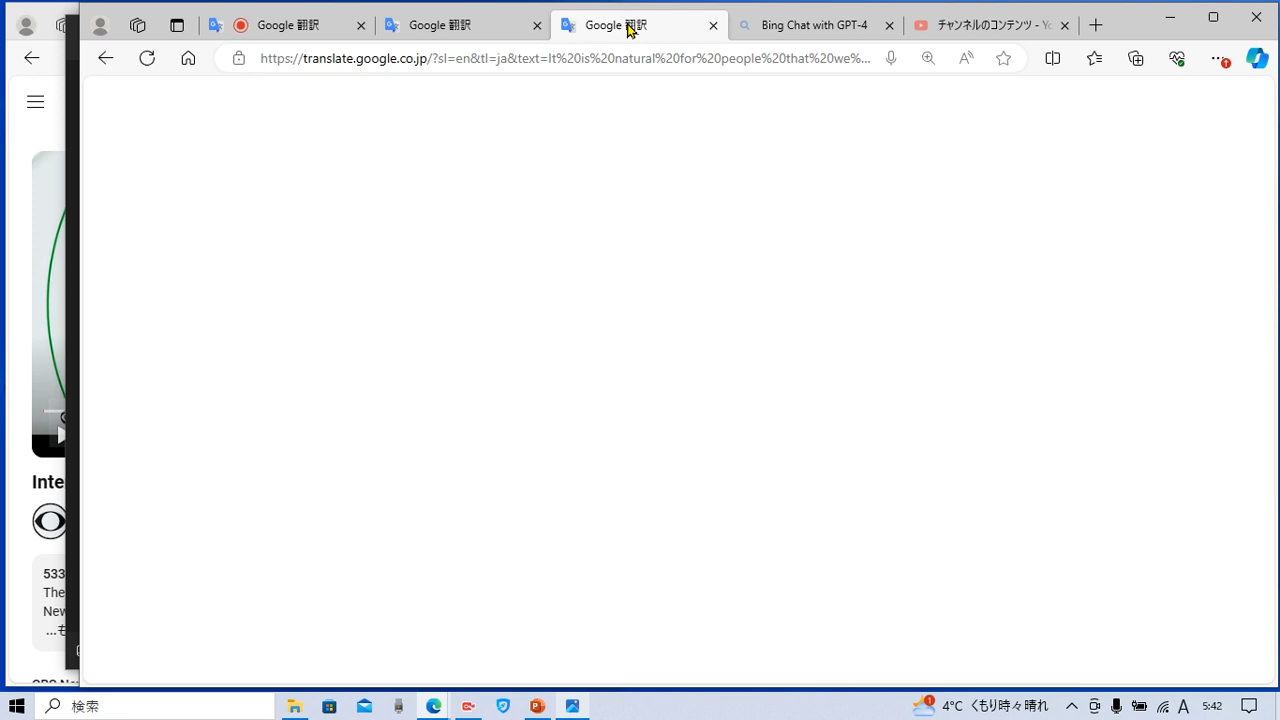 Google 翻訳
Google 翻訳
Google 翻訳
Bing Chat with GPT-4
チャンネルのコンテンツ - Yo
https://translate.google.co.jp/?sl=en&tl=ja&text=It%20is%20natural%20for%20people%20that%20we%...
Inte
533
The
New
...も
検索
1
4°C くもり時々晴れ
A
5:42